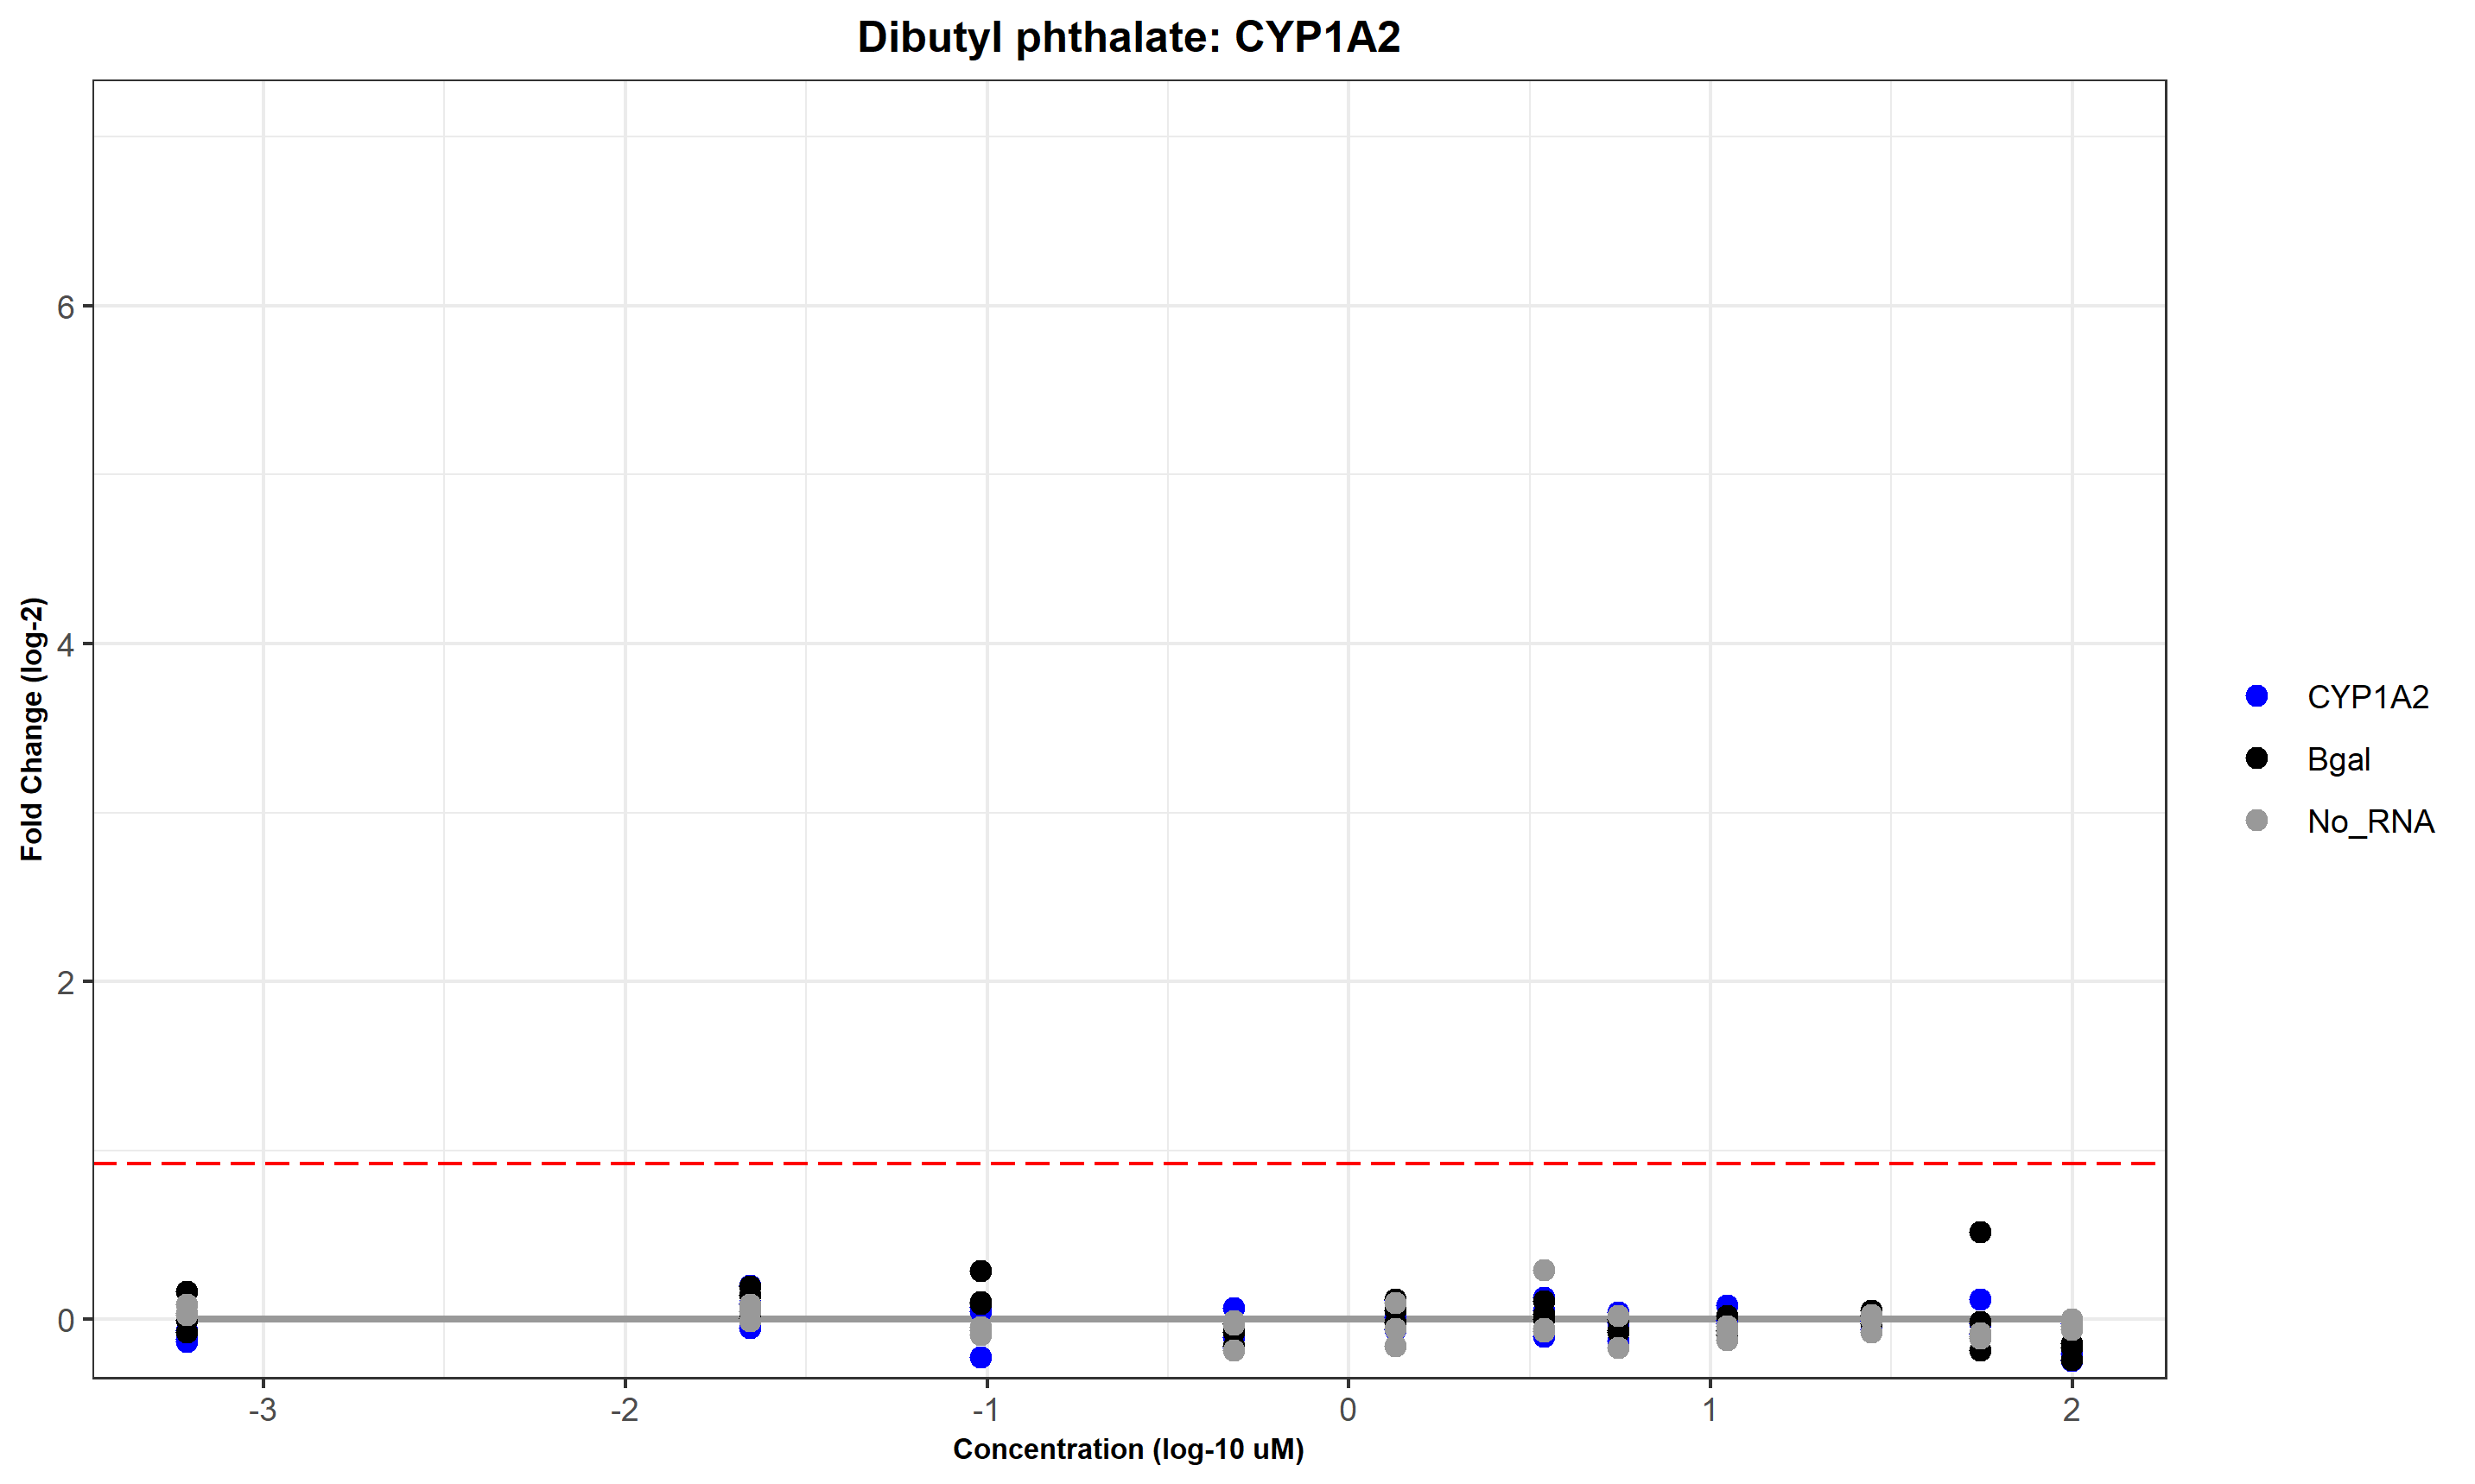 Dibutyl phthalate: CYP1A2
Fold Change (log-2)
6
4
2
0
-3
-2
-1
0
1
2
Concentration (log-10 uM)
CYP1A2
Bgal
No_RNA